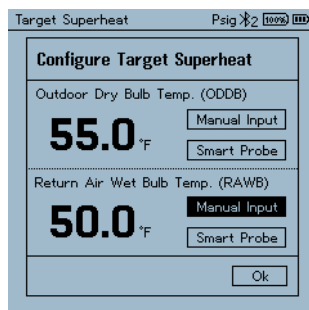 Target Superheat Psig 2 100%
Configure Target Superheat
Outdoor Dry Bulb Temp. (ODDB)
55.0 °F
Manual Input
Smart Probe
Return Air Wet Bulb Temp. (RAWB)
50.0 °F
Manual Input
Smart Probe
Ok